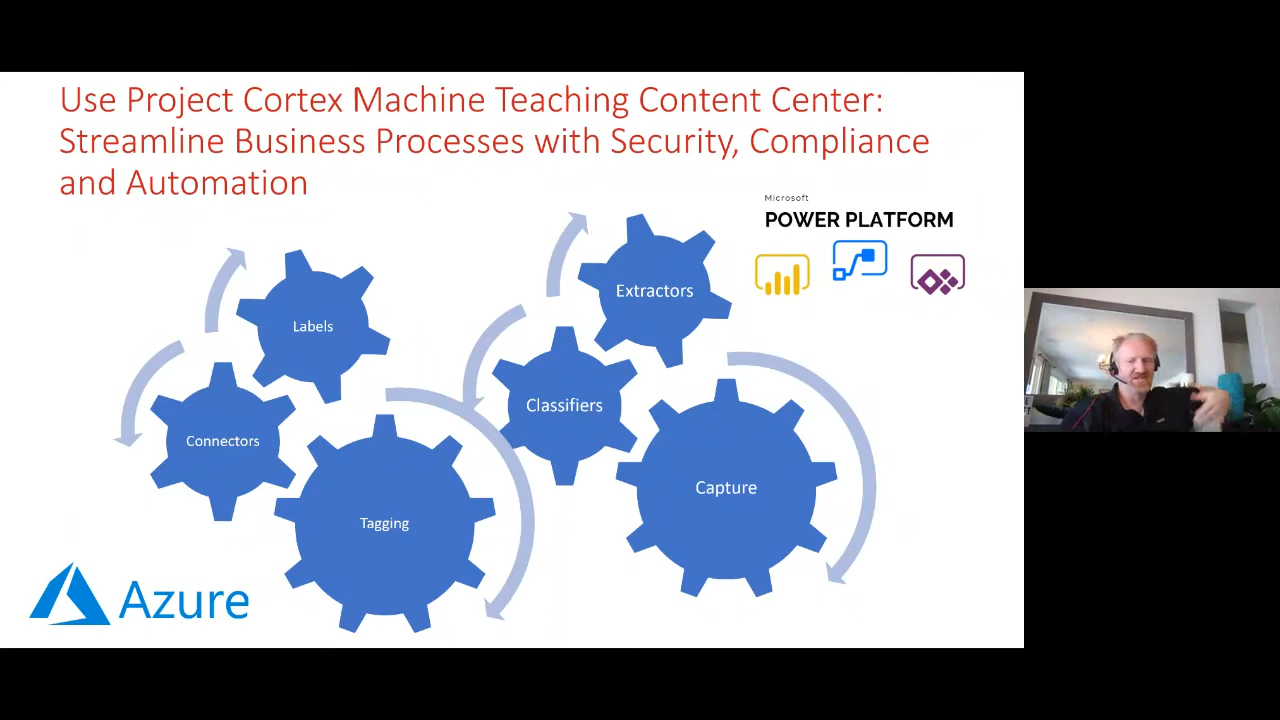 Use Project Cortex Machine Teaching Content Center:
Streamline Business Processes with Security, Compliance
and Automation
Microsoft
POWER PLATFORM
Extractors
Labels
Classifiers
Connectors
Capture
Tagging
Azure